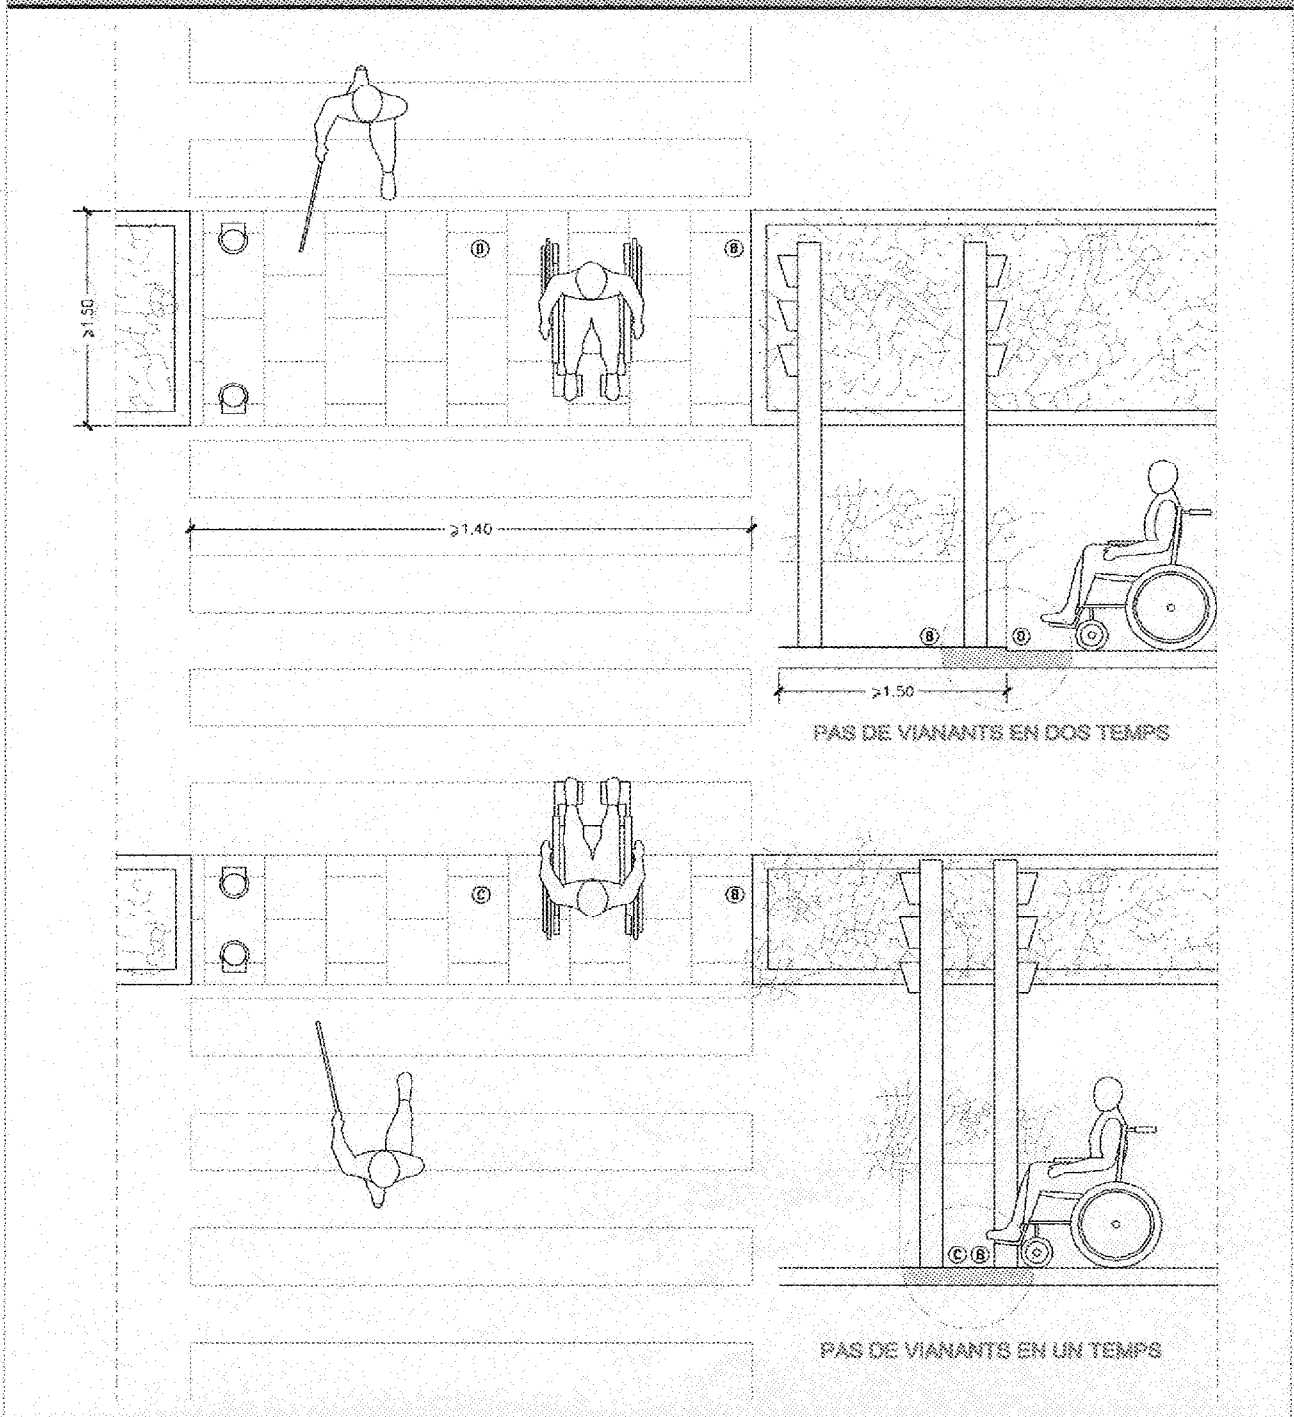 D
B
≥1.50
≥1.40
B
D
≥1.50
PAS DE VIANANTS EN DOS TEMPS
C
B
C B
PAS DE VIANANTS EN UN TEMPS